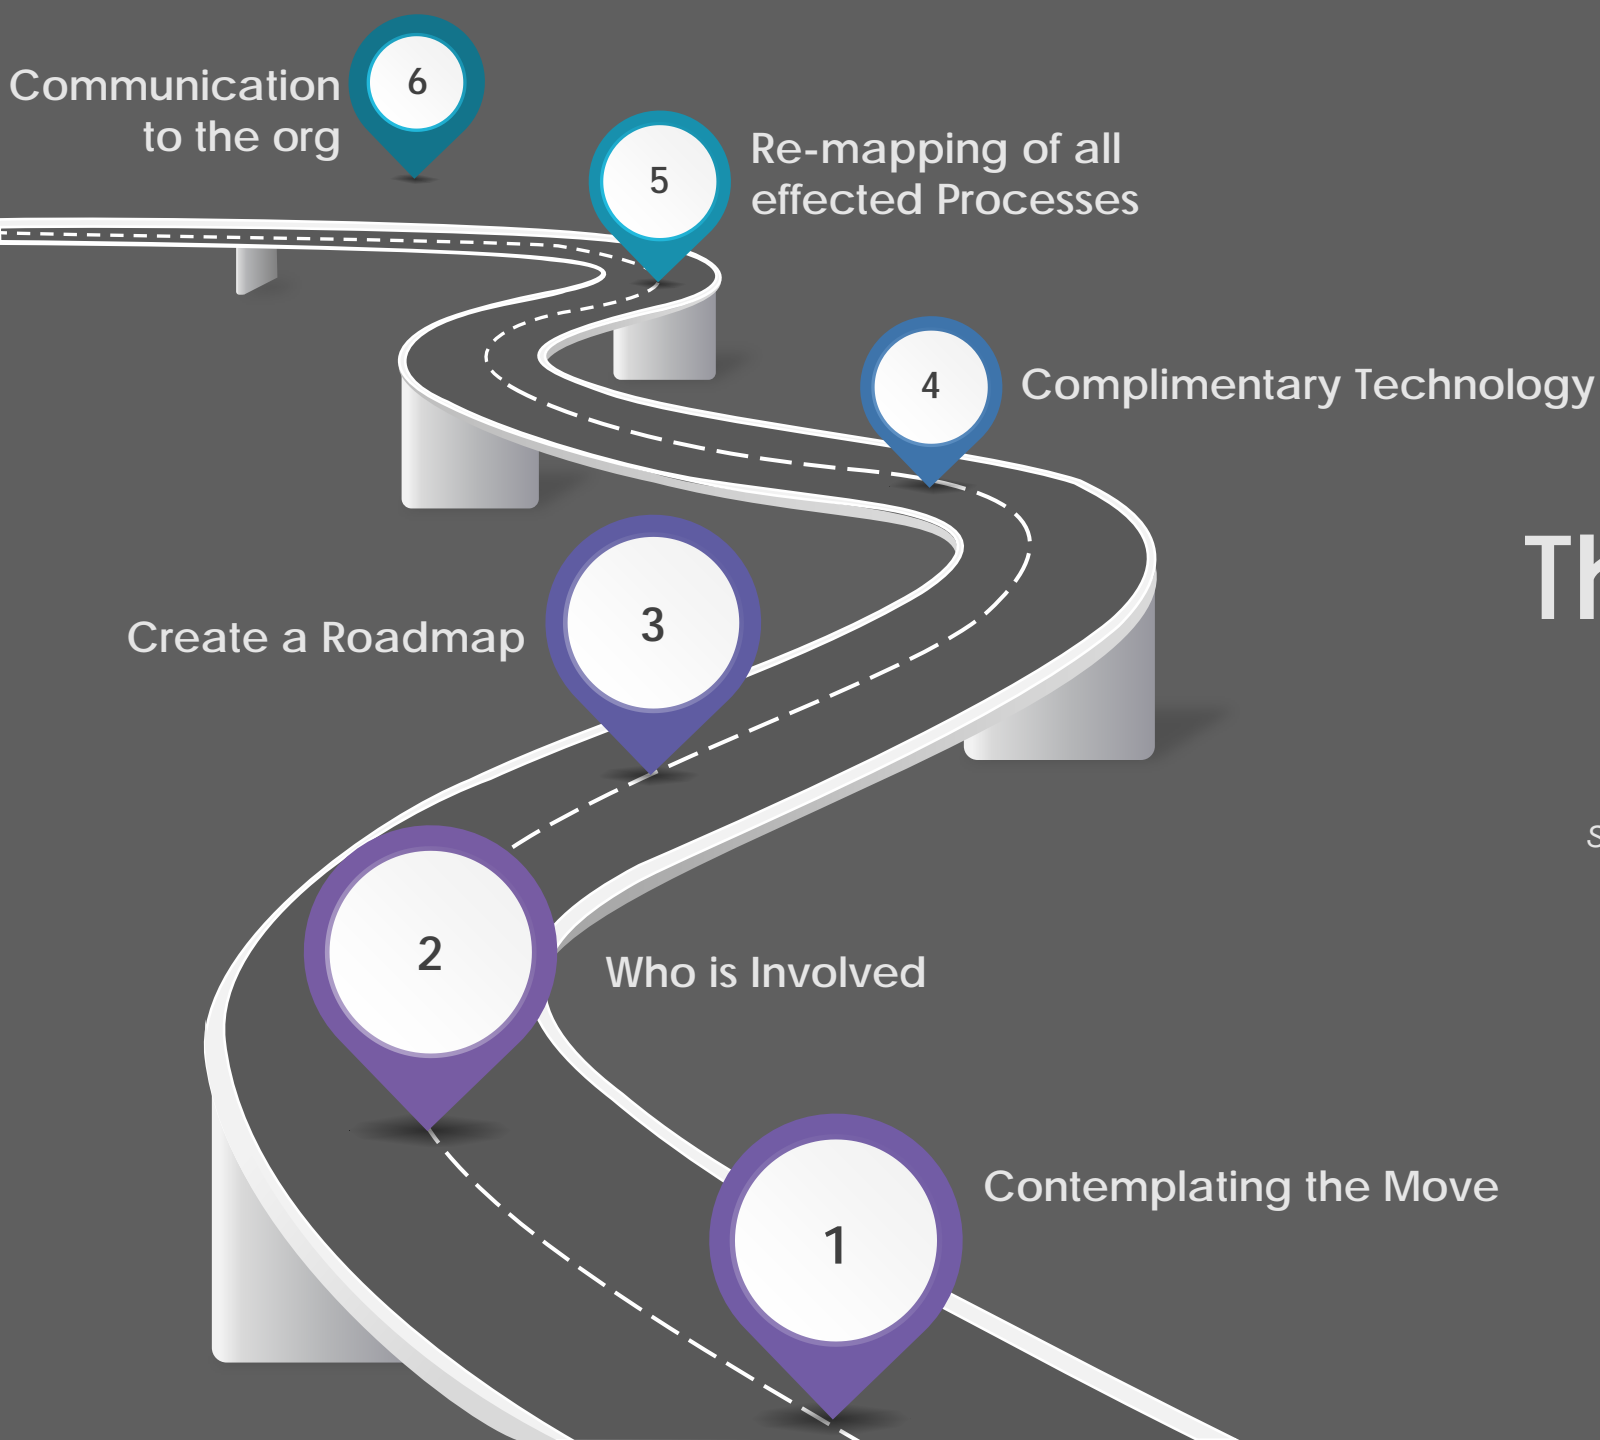 6
Communication
to the org
5
Re-mapping of all
effected Processes
4
Complimentary Technology
3
Create a Roadmap
2
Who is Involved
1
Contemplating the Move